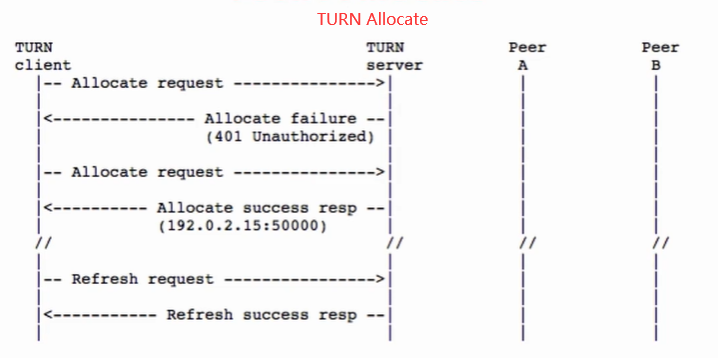 TURN Allocate
TURN TURN Peer Peer
client server A B
|-- Allocate request --------------->|
|<--------------- Allocate failure --|
(401 Unauthorized)
|-- Allocate request --------------->|
|<---------- Allocate success resp --|
(192.0.2.15:50000)
// // // //
|-- Refresh request ---------------->|
|<----------- Refresh success resp --|